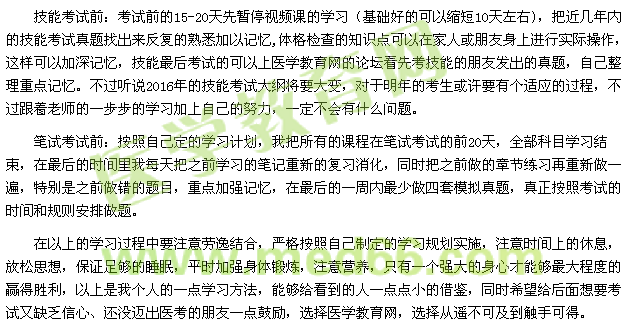 技能考试前：考试前的15-20天先暂停视频课的学习（基础好的可以缩短10天左右），把近几年内
的技能考试真题找出来反复的熟悉加以记忆,体格检查的知识点可以在家人或朋友身上进行实际操作，
这样可以加深记忆，技能最后考试的可以上医学教育网的论坛看先考技能的朋友发出的真题，自己整
理重点记忆。不过听说2016年的技能考试大纲将要大变，对于明年的考生或许要有个适应的过程，不
过跟着老师的一步步的学习加上自己的努力，一定不会有什么问题。
笔试考试前：按照自己定的学习计划，我把所有的课程在笔试考试的前20天，全部科目学习结
束，在最后的时间里我每天把之前学习的笔记重新的复习消化，同时把之前做的章节练习再重新做一
遍，特别是之前做错的题目，重点加强记忆，在最后的一周内最少做四套模拟真题，真正按照考试的
时间和规则安排做题。
在以上的学习过程中要注意劳逸结合，严格按照自己制定的学习规划实施，注意时间上的休息，
放松思想，保证足够的睡眠，平时加强身体锻炼，注意营养，只有一个强大的身心才能够最大程度的
赢得胜利，以上是我个人的一点学习方法，能够给看到的人一点点小的借鉴，同时希望给后面想要考
试又缺乏信心、还没迈出医考的朋友一点鼓励，选择医学教育网，选择从遥不可及到触手可得。
医学教育网
www.med66.com